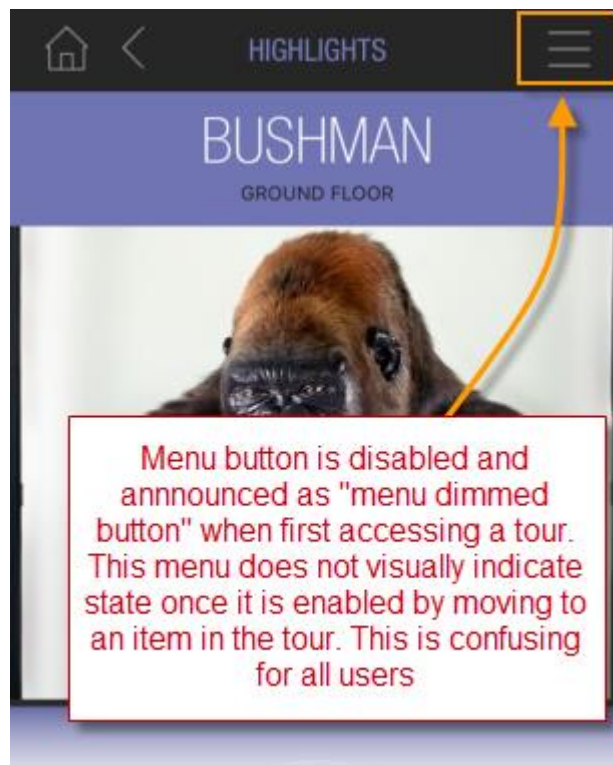 HIGHLIGHTS
BUSHMAN
GROUND FLOOR
Menu button is disabled and
annnounced as "menu dimmed
button" when first accessing a tour.
This menu does not visually indicate
state once it is enabled by moving to
an item in the tour. This is confusing
for all users